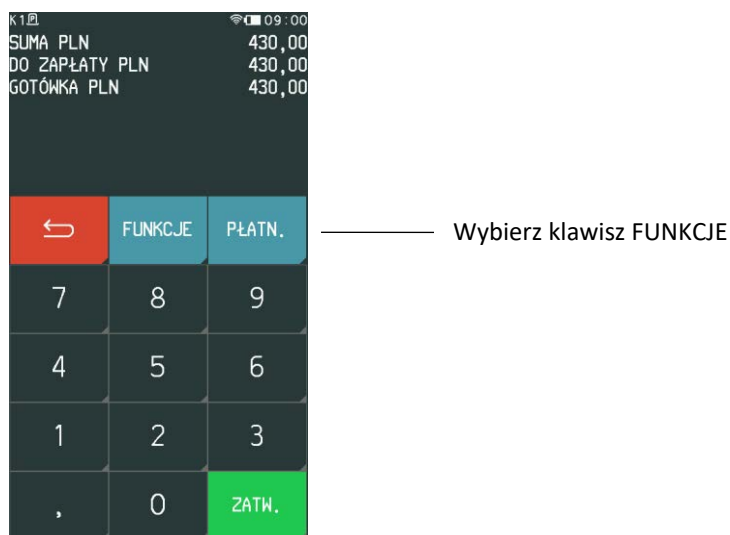 K1 09:00
SUMA PLN 430,00
DO ZAPŁATY PLN 430,00
GOTÓWKA PLN 430,00
FUNKCJE PŁATN.
Wybierz klawisz FUNKCJE
7 8 9
4 5 6
1 2 3
, 0 ZATW.